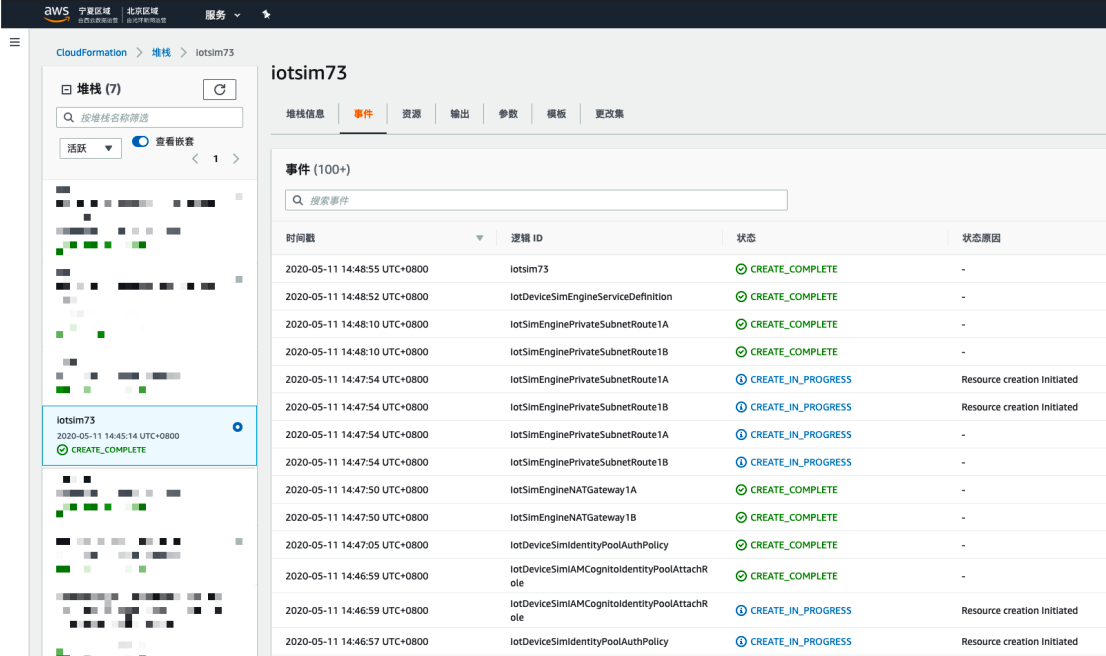 aws 宁夏区域 北京区域 服务
由西云数据运营 由光环新网运营
CloudFormation 堆栈 iotsim73
堆栈 (7)
按堆栈名称筛选
活跃
查看嵌套
1
iotsim73
2020-05-11 14:45:14 UTC+0800
CREATE_COMPLETE
iotsim73
堆栈信息 事件 资源 输出 参数 模板 更改集
事件 (100+)
搜索事件
时间戳 逻辑 ID 状态 状态原因
2020-05-11 14:48:55 UTC+0800 iotsim73 CREATE_COMPLETE -
2020-05-11 14:48:52 UTC+0800 IotDeviceSimEngineServiceDefinition CREATE_COMPLETE -
2020-05-11 14:48:10 UTC+0800 IotSimEnginePrivateSubnetRoute1A CREATE_COMPLETE -
2020-05-11 14:48:10 UTC+0800 IotSimEnginePrivateSubnetRoute1B CREATE_COMPLETE -
2020-05-11 14:47:54 UTC+0800 IotSimEnginePrivateSubnetRoute1A CREATE_IN_PROGRESS Resource creation Initiated
2020-05-11 14:47:54 UTC+0800 IotSimEnginePrivateSubnetRoute1B CREATE_IN_PROGRESS Resource creation Initiated
2020-05-11 14:47:54 UTC+0800 IotSimEnginePrivateSubnetRoute1A CREATE_IN_PROGRESS -
2020-05-11 14:47:54 UTC+0800 IotSimEnginePrivateSubnetRoute1B CREATE_IN_PROGRESS -
2020-05-11 14:47:50 UTC+0800 IotSimEngineNATGateway1A CREATE_COMPLETE -
2020-05-11 14:47:50 UTC+0800 IotSimEngineNATGateway1B CREATE_COMPLETE -
2020-05-11 14:47:05 UTC+0800 IotDeviceSimIdentityPoolAuthPolicy CREATE_COMPLETE -
2020-05-11 14:46:59 UTC+0800 IotDeviceSimIAMCognitoIdentityPoolAttachR CREATE_COMPLETE -
ole
2020-05-11 14:46:59 UTC+0800 IotDeviceSimIAMCognitoIdentityPoolAttachR CREATE_IN_PROGRESS Resource creation Initiated
ole
2020-05-11 14:46:57 UTC+0800 IotDeviceSimIdentityPoolAuthPolicy CREATE_IN_PROGRESS Resource creation Initiated